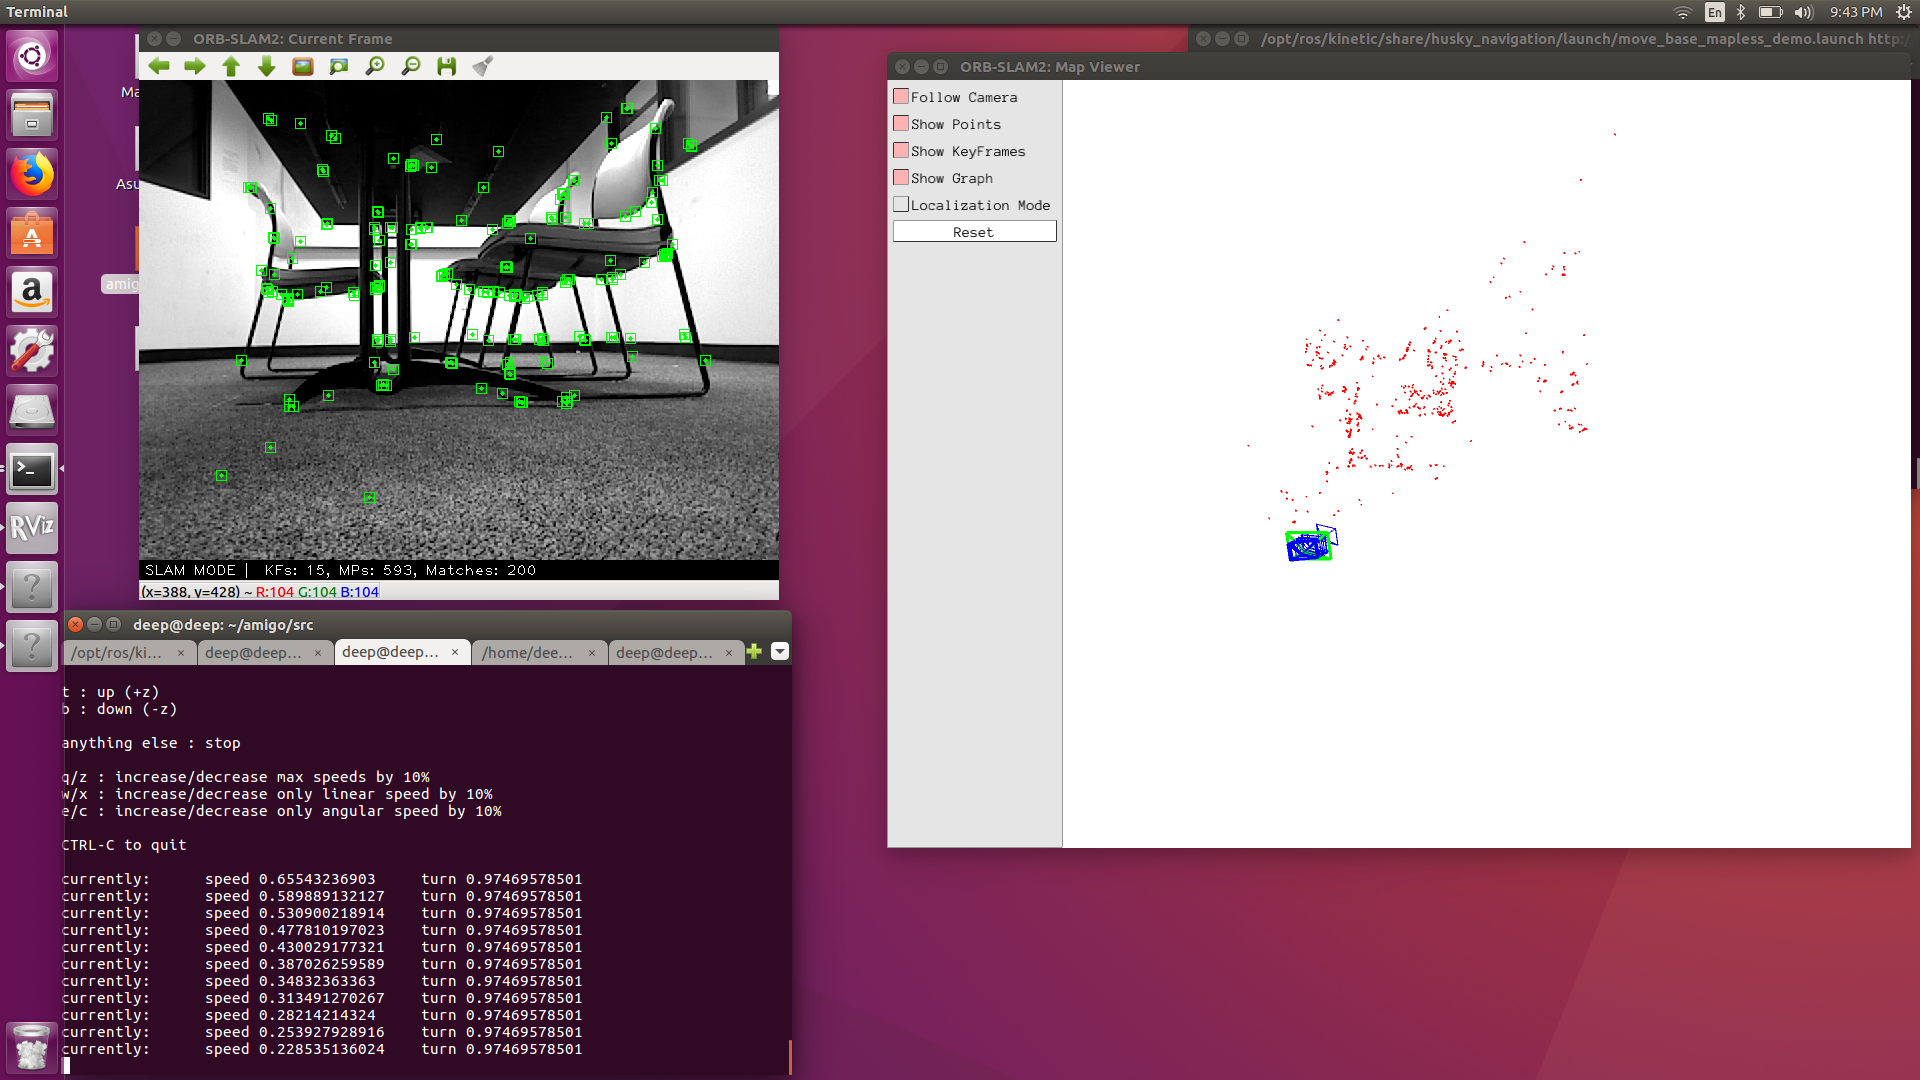 Terminal
En
9:43 PM
ORB-SLAM2: Current Frame
/opt/ros/kinetic/share/husky_navigation/launch/move_base_mapless_demo.launch http:/
ORB-SLAM2: Map Viewer
Follow Camera
Show Points
Show KeyFrames
Show Graph
Localization Mode
Reset
Ma
Asu
amig
SLAM MODE | KFs: 15, MPs: 593, Matches: 200
(x=388, y=428) ~ R:104 G:104 B:104
deep@deep: ~/amigo/src
/opt/ros/ki... × deep@deep... × deep@deep... × /home/dee... × deep@deep... ×
t : up (+z)
b : down (-z)
anything else : stop
q/z : increase/decrease max speeds by 10%
w/x : increase/decrease only linear speed by 10%
e/c : increase/decrease only angular speed by 10%
CTRL-C to quit
currently: speed 0.65543236903 turn 0.97469578501
currently: speed 0.589889132127 turn 0.97469578501
currently: speed 0.530900218914 turn 0.97469578501
currently: speed 0.477810197023 turn 0.97469578501
currently: speed 0.430029177321 turn 0.97469578501
currently: speed 0.387026259589 turn 0.97469578501
currently: speed 0.34832363363 turn 0.97469578501
currently: speed 0.313491270267 turn 0.97469578501
currently: speed 0.28214214324 turn 0.97469578501
currently: speed 0.253927928916 turn 0.97469578501
currently: speed 0.228535136024 turn 0.97469578501
RViz